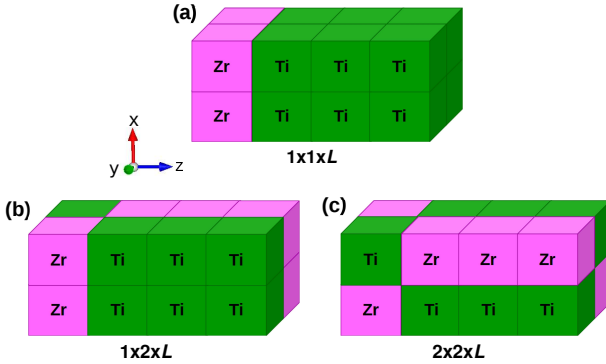 (a)
Zr Ti Ti Ti
Zr Ti Ti Ti
1x1xL
x
y z
(b)
Zr Ti Ti Ti
Zr Ti Ti Ti
1x2xL
(c)
Ti Zr Zr Zr
Zr Ti Ti Ti
2x2xL